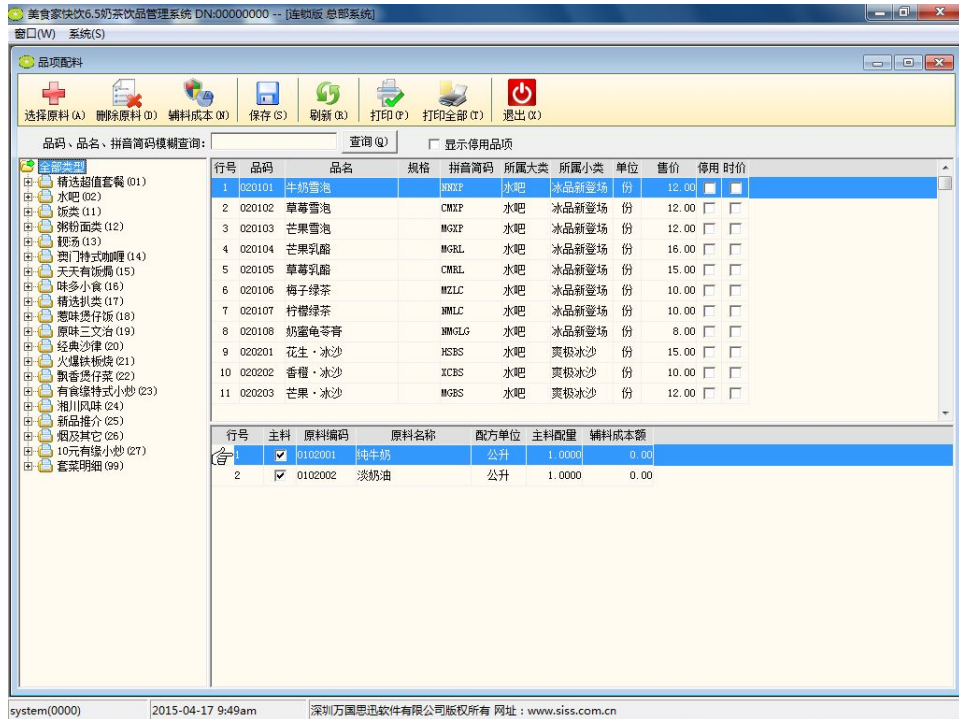 美食家快饮6.5奶茶饮品管理系统 DN:00000000 -- [连锁版 总部系统]
窗口(W) 系统(S)
品项配料
选择原料(A) 删除原料(D) 辅料成本(N) 保存(S) 刷新(R) 打印(P) 打印全部(T) 退出(X)
品码、品名、拼音简码模糊查询: 查询(Q) 显示停用品项
全部类型
精选超值套餐(01)
水吧(02)
饭类(11)
粥粉面类(12)
靓汤(13)
澳门特式咖喱(14)
天天有饭焗(15)
味多小食(16)
精选扒类(17)
葱味煲仔饭(18)
原味三文治(19)
经典沙律(20)
火爆铁板烧(21)
飘香煲仔菜(22)
有食缘特式小炒(23)
湘川风味(24)
新品推介(25)
烟及其它(26)
10元有缘小炒(27)
套菜明细(99)
行号 品码 品名 规格 拼音简码 所属大类 所属小类 单位 售价 停用 时价
1 020101 牛奶雪泡 NNXP 水吧 冰品新登场 份 12.00
2 020102 草莓雪泡 CMXP 水吧 冰品新登场 份 12.00
3 020103 芒果雪泡 MGXP 水吧 冰品新登场 份 12.00
4 020104 芒果乳酪 MGRL 水吧 冰品新登场 份 16.00
5 020105 草莓乳酪 CMRL 水吧 冰品新登场 份 15.00
6 020106 梅子绿茶 MZLC 水吧 冰品新登场 份 10.00
7 020107 柠檬绿茶 NMLC 水吧 冰品新登场 份 10.00
8 020108 奶蜜龟苓膏 NMGLG 水吧 冰品新登场 份 8.00
9 020201 花生·冰沙 HSBS 水吧 爽极冰沙 份 15.00
10 020202 香橙·冰沙 XCBS 水吧 爽极冰沙 份 10.00
11 020203 芒果·冰沙 MGBS 水吧 爽极冰沙 份 12.00
行号 主料 原料编码 原料名称 配方单位 主料配量 辅料成本额
1 0102001 纯牛奶 公升 1.0000 0.00
2 0102002 淡奶油 公升 1.0000 0.00
system(0000) 2015-04-17 9:49am 深圳万国思迅软件有限公司版权所有 网址：www.siss.com.cn